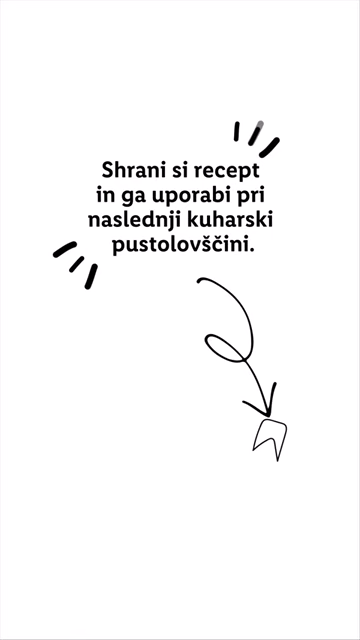 Shrani si recept
in ga uporabi pri
naslednji kuharski
pustolovščini.